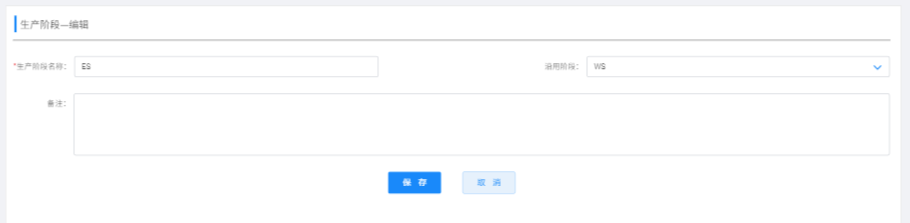 生产阶段—编辑
*生产阶段名称： ES
适用阶段： WS
备注：
保 存
取 消